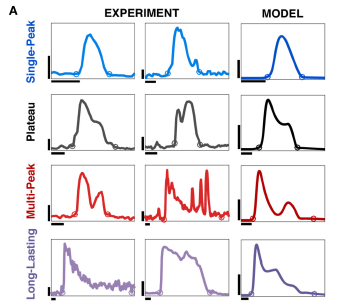 A
EXPERIMENT MODEL
Single-Peak
Plateau
Multi-Peak
Long-Lasting